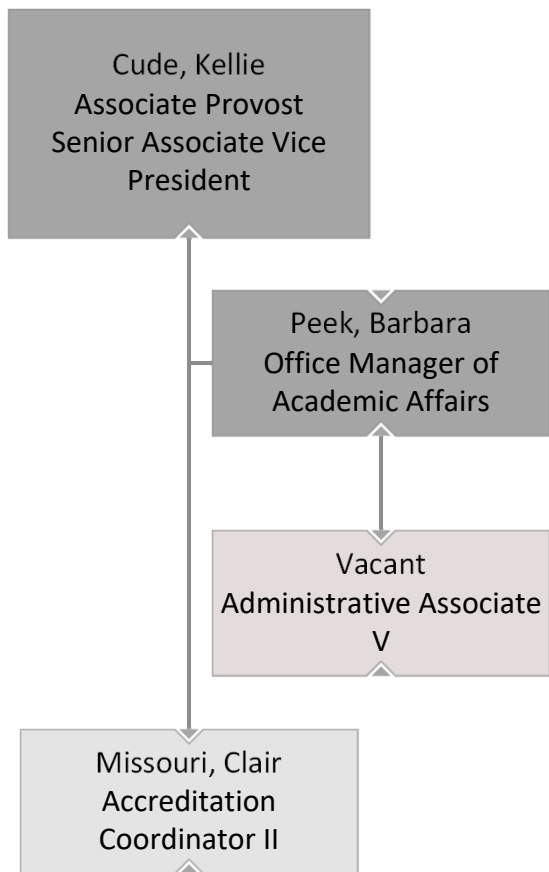 Cude, Kellie
Associate Provost
Senior Associate Vice
President
Peek, Barbara
Office Manager of
Academic Affairs
Vacant
Administrative Associate
V
Missouri, Clair
Accreditation
Coordinator II